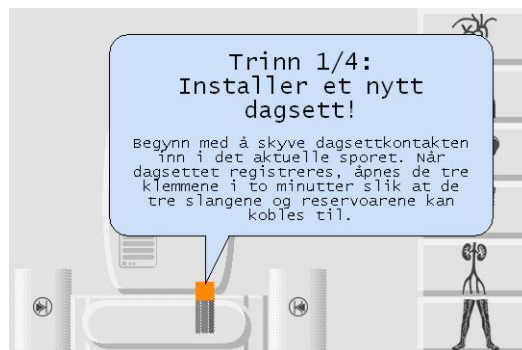 Trinn 1/4:
Installer et nytt
dagsett!
Begynn med å skyve dagsettkontakten
inn i det aktuelle sporet. Når
dagsettet registreres, åpnes de tre
klemmene i to minutter slik at de
tre slangene og reservoarene kan
kobles til.